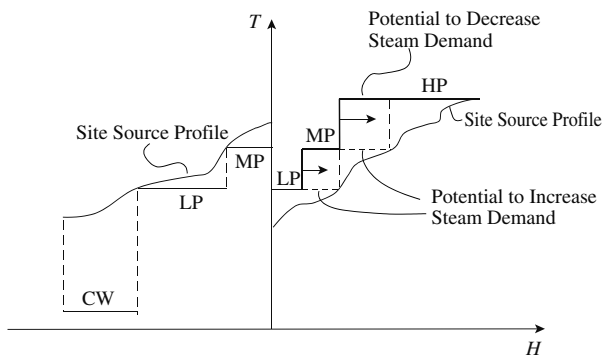 T
Potential to Decrease
Steam Demand
HP
Site Source Profile
Site Source Profile
MP
MP
LP
LP
Potential to Increase
Steam Demand
CW
H